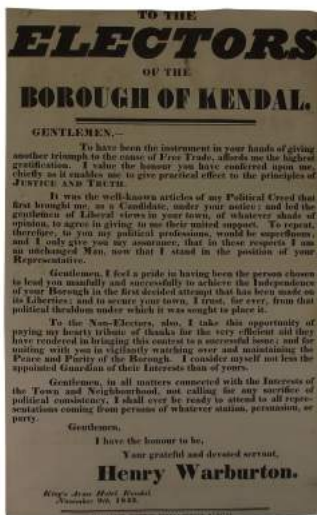 TO THE
ELECTORS
OF THE
BOROUGH OF KENDAL.
GENTLEMEN,—
To have been the instrument in your hands of giving
another triumph to the cause of Free Trade, affords me the highest
gratification. I value the honour you have conferred upon me,
chiefly as it enables me to give practical effect to the principles of
JUSTICE AND TRUTH.
It was the well-known articles of my Political Creed that
first brought me, as a Candidate, under your notice; and led the
gentlemen of Liberal views in your town, of whatever shade of
opinion, to agree in giving to me their united support. To repeat,
therefore, to you my political professions, would be superfluous;
and I only give you my assurance, that in these respects I am
an unchanged Man, now that I stand in the position of your
Representative.
Gentlemen, I feel a pride in having been the person chosen
to lead you manfully and successfully to achieve the Independence
of your Borough in the first decided attempt that has been made on
its Liberties; and to secure your town, I trust, for ever, from that
political thraldom under which it was sought to place it.
To the Non-Electors, also, I take this opportunity of
paying my hearty tribute of thanks for the very efficient aid they
have rendered in bringing this contest to a successful issue; and for
uniting with you in vigilantly watching over and maintaining the
Peace and Purity of the Borough. I consider myself not less the
appointed Guardian of their Interests than of yours.
Gentlemen, in all matters connected with the Interests of
the Town and Neighbourhood, not calling for any sacrifice of
political consistency, I shall ever be ready to attend to all repre-
sentations coming from persons of whatever station, persuasion, or
party.
Gentlemen,
I have the honour to be,
Your grateful and devoted servant,
Henry Warburton.
King's Arms Hotel, Kendal,
November 9th, 1843.